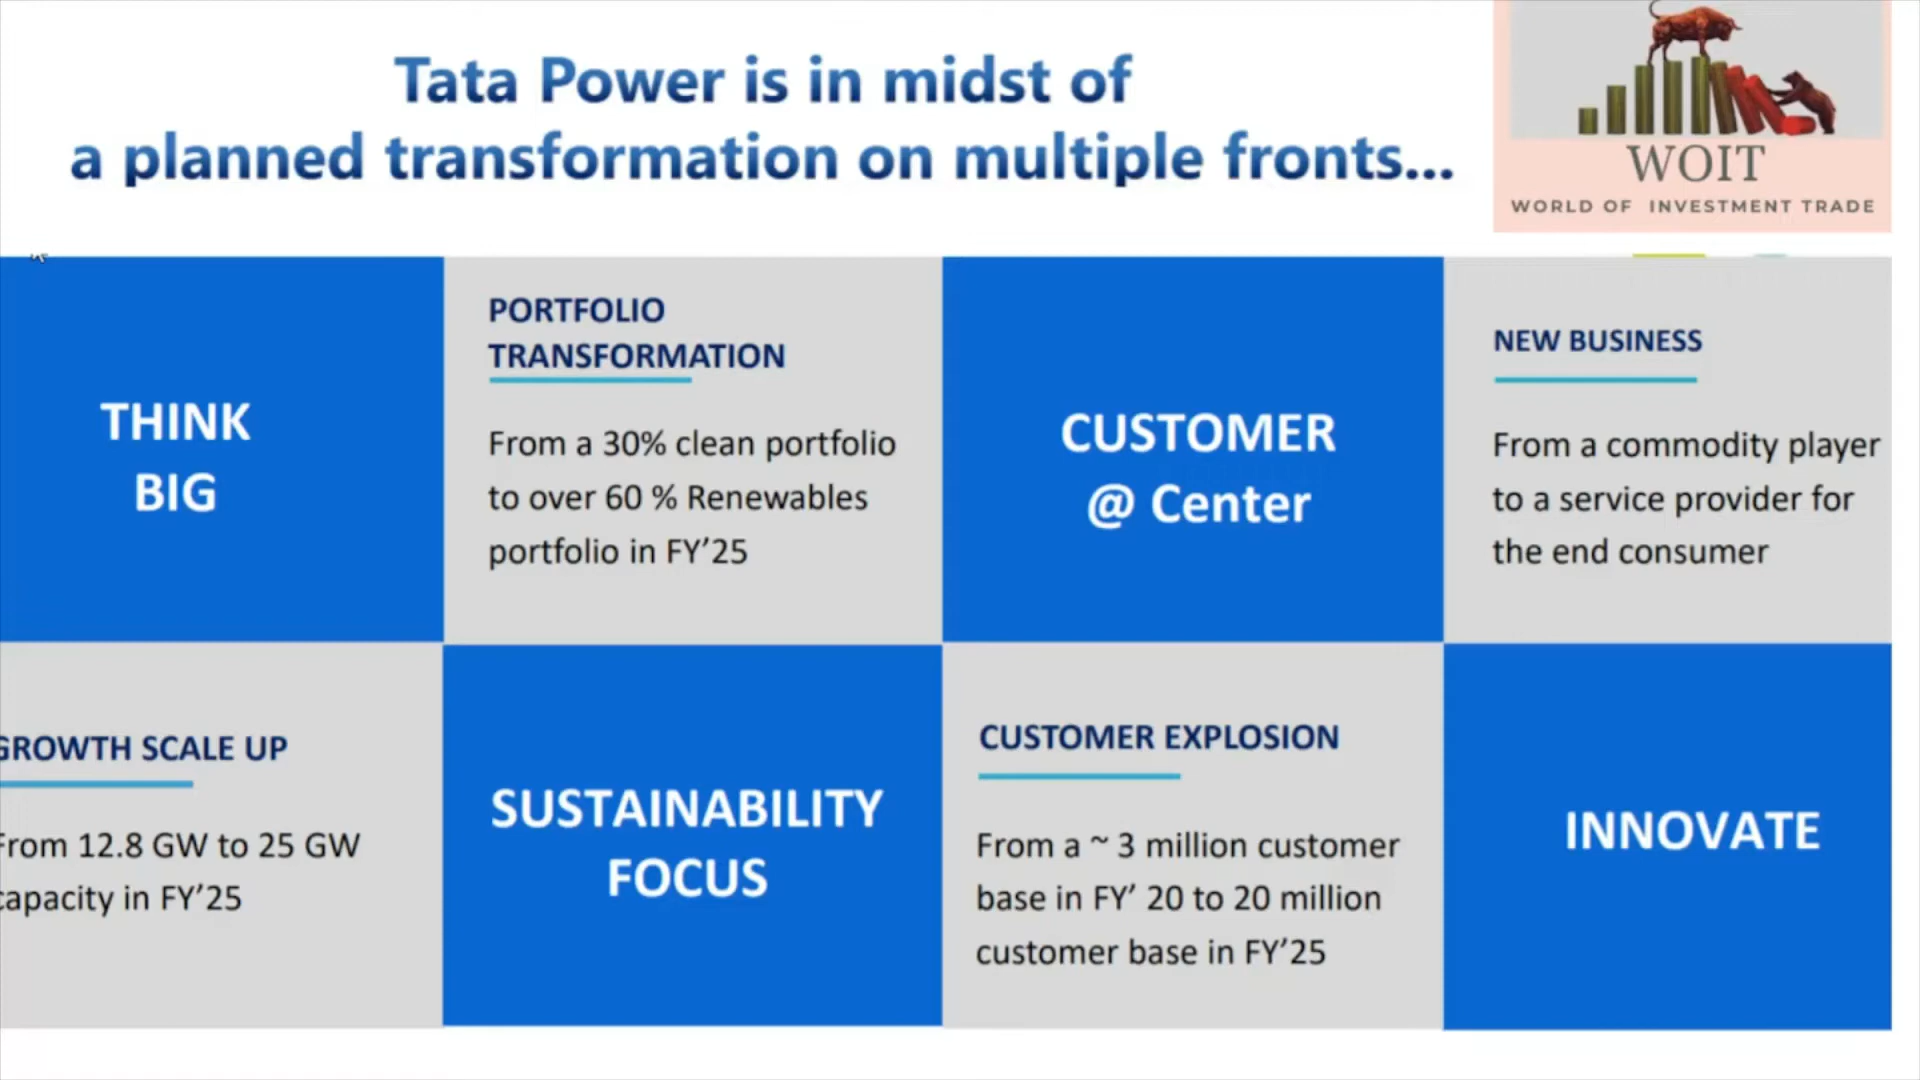 Tata Power is in midst of
a planned transformation on multiple fronts...
WOIT
WORLD OF INVESTMENT TRADE
THINK
BIG
PORTFOLIO
TRANSFORMATION
From a 30% clean portfolio
to over 60 % Renewables
portfolio in FY'25
CUSTOMER
@ Center
NEW BUSINESS
From a commodity player
to a service provider for
the end consumer
GROWTH SCALE UP
From 12.8 GW to 25 GW
capacity in FY'25
SUSTAINABILITY
FOCUS
CUSTOMER EXPLOSION
From a ~ 3 million customer
base in FY' 20 to 20 million
customer base in FY'25
INNOVATE